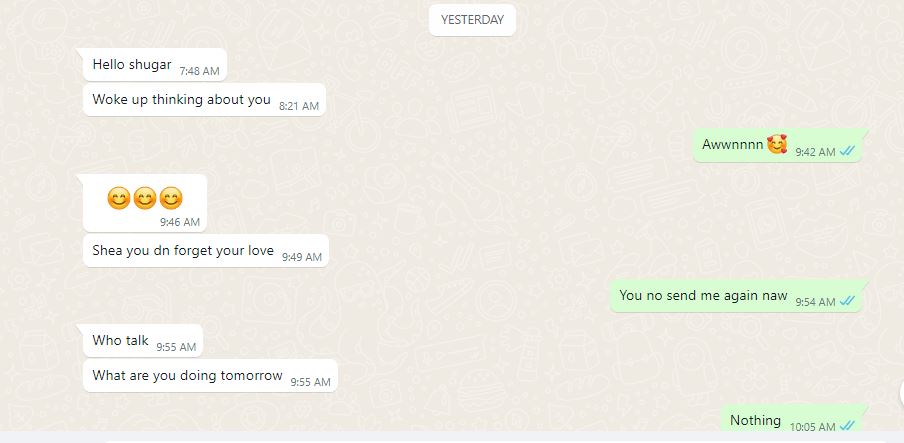 YESTERDAY
Hello shugar 7:48 AM
Woke up thinking about you 8:21 AM
Awwnnnn 🥰 9:42 AM
😊😊😊
9:46 AM
Shea you dn forget your love 9:49 AM
You no send me again naw 9:54 AM
Who talk 9:55 AM
What are you doing tomorrow 9:55 AM
Nothing 10:05 AM